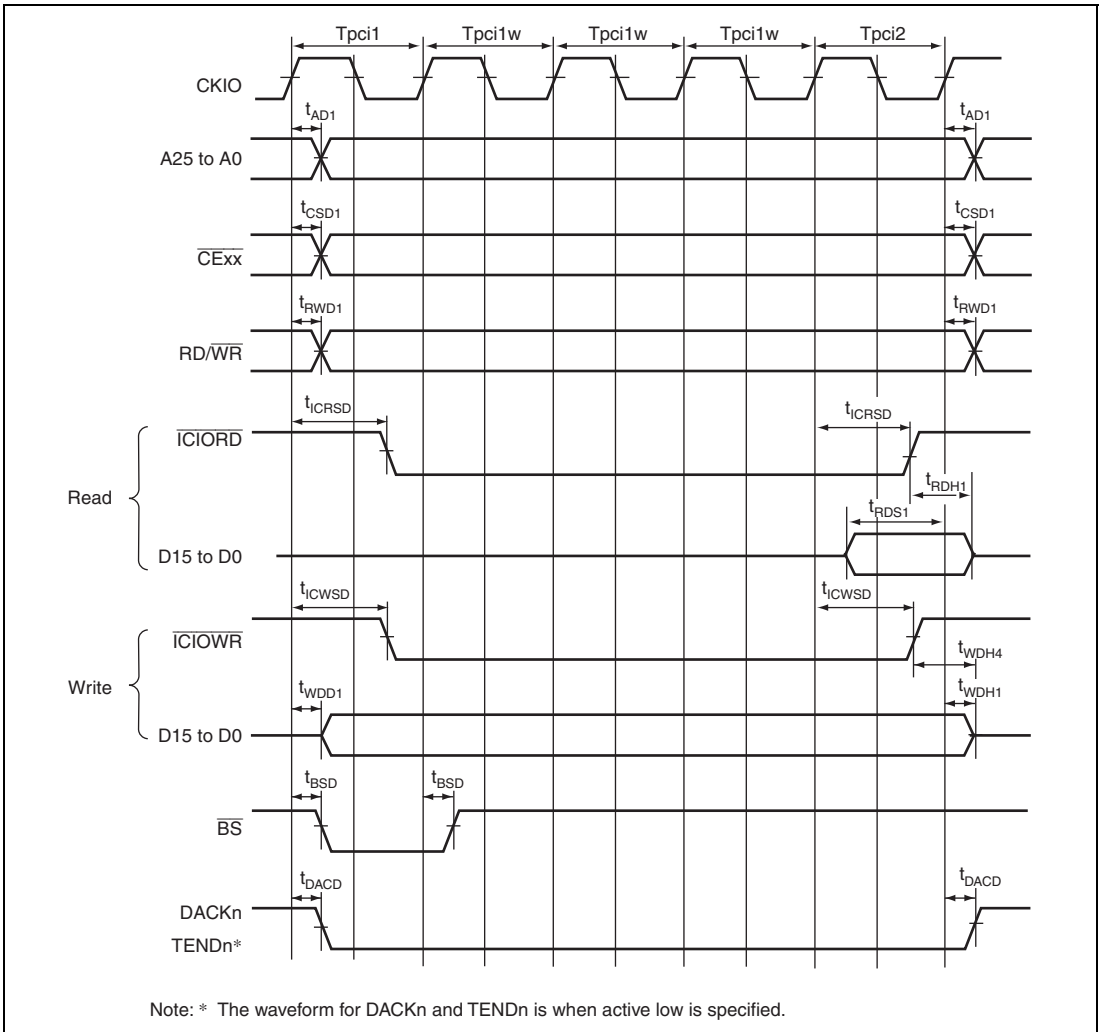 Tpci1 Tpci1w Tpci1w Tpci1w Tpci2
CKIO
tAD1 tAD1
A25 to A0
tCSD1 tCSD1
CExx
tRWD1 tRWD1
RD/WR
tICRSD tICRSD
ICIORD
tRDH1
Read
tRDS1
D15 to D0
tICWSD tICWSD
ICIOWR
tWDH4
Write
tWDD1 tWDH1
D15 to D0
tBSD tBSD
BS
tDACD tDACD
DACKn
TENDn*
Note: * The waveform for DACKn and TENDn is when active low is specified.